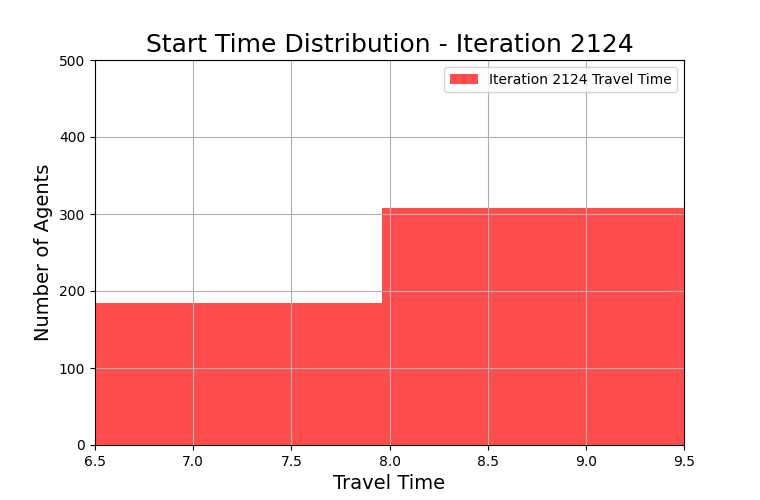 Start Time Distribution - Iteration 2124
Iteration 2124 Travel Time
Number of Agents
500
400
300
200
100
0
6.5 7.0 7.5 8.0 8.5 9.0 9.5
Travel Time